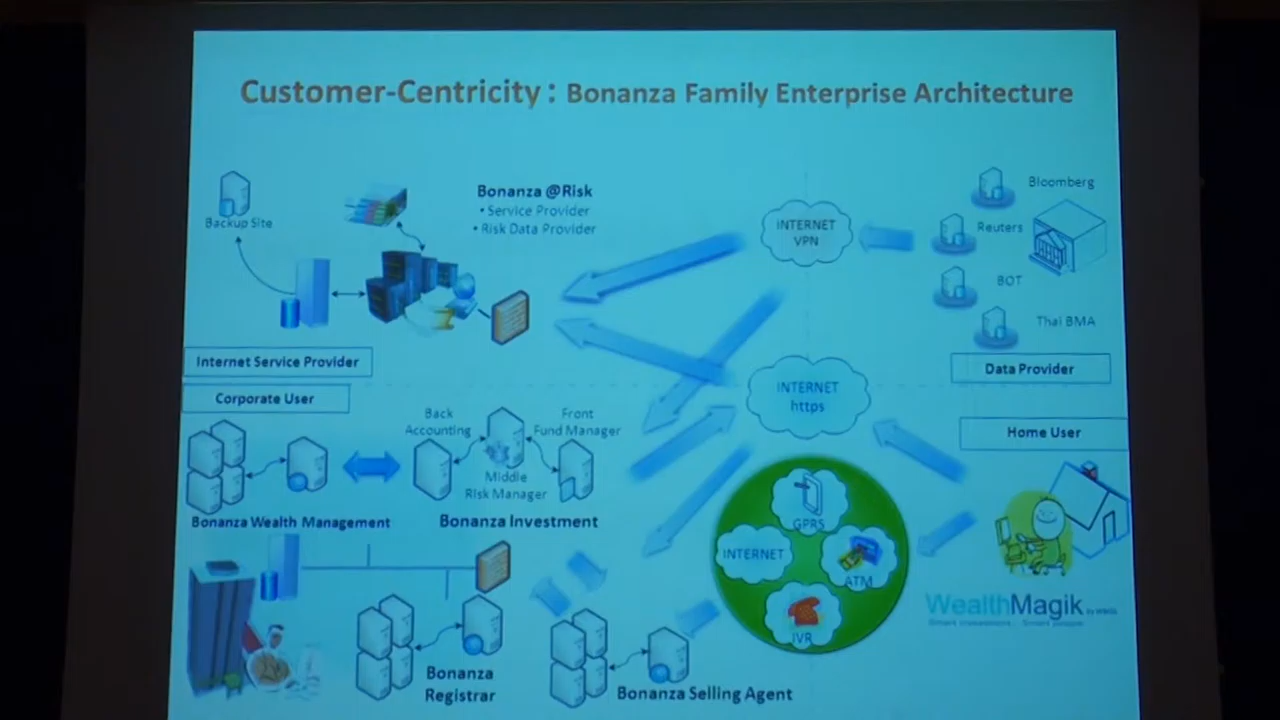 Customer-Centricity : Bonanza Family Enterprise Architecture
Backup Site
Bonanza @Risk
• Service Provider
• Risk Data Provider
INTERNET
VPN
Bloomberg
Reuters
BOT
Thai BMA
Internet Service Provider
Data Provider
Corporate User
INTERNET
https
Home User
Back
Accounting
Front
Fund Manager
Middle
Risk Manager
Bonanza Wealth Management
Bonanza Investment
GPRS
INTERNET
ATM
IVR
WealthMagik
Bonanza
Registrar
Bonanza Selling Agent